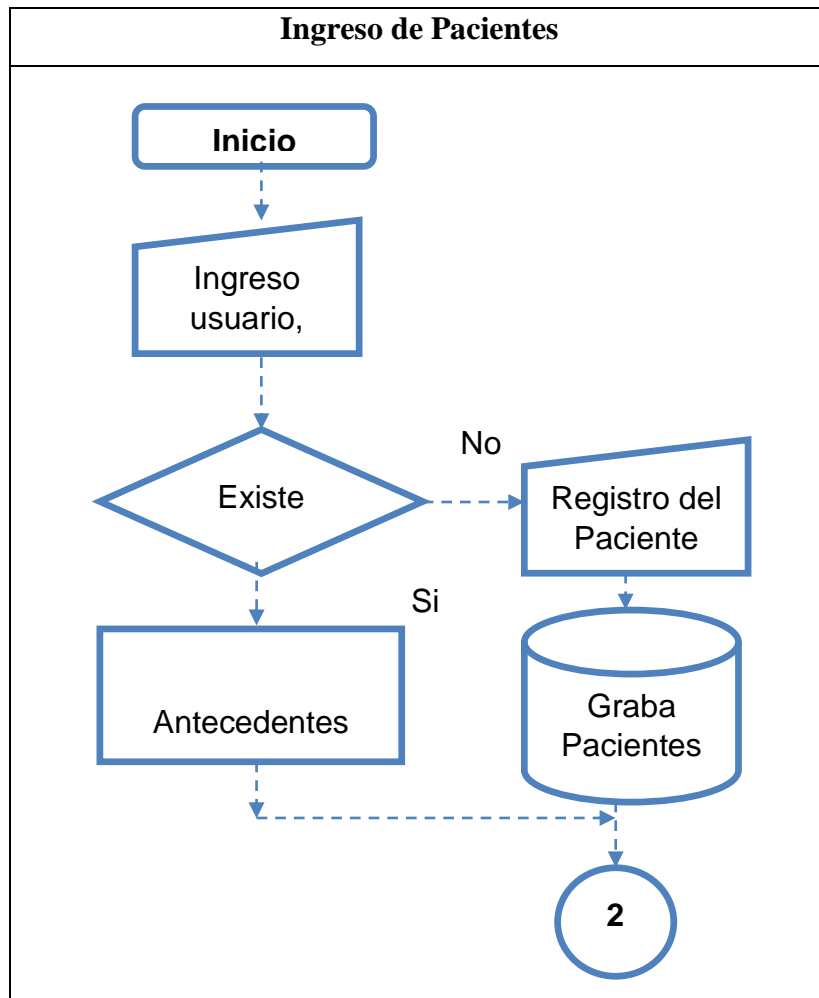 Ingreso de Pacientes
Inicio
Ingreso
usuario,
Existe
No
Registro del
Paciente
Si
Antecedentes
Graba
Pacientes
2